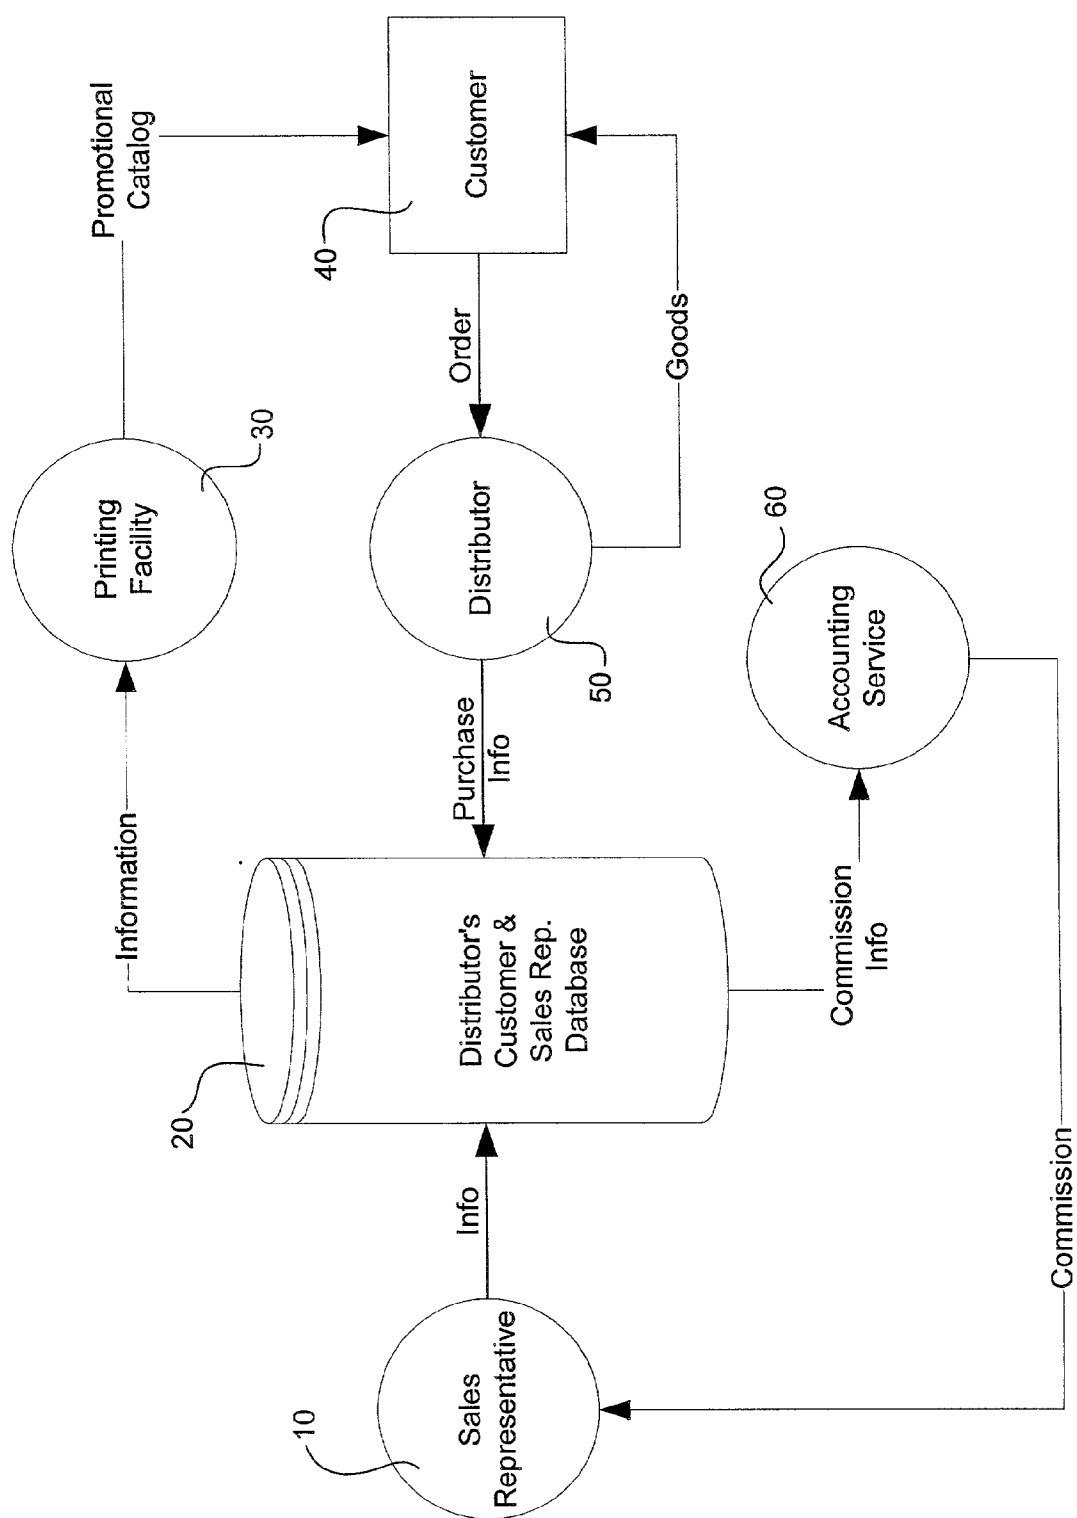 Promotional
Catalog
Information
Printing
Facility
30
20
40
Customer
Order
Distributor
50
Purchase
Info
Distributor's
Customer &
Sales Rep.
Database
Info
10
Sales
Representative
Goods
60
Accounting
Service
Commission
Info
Commission